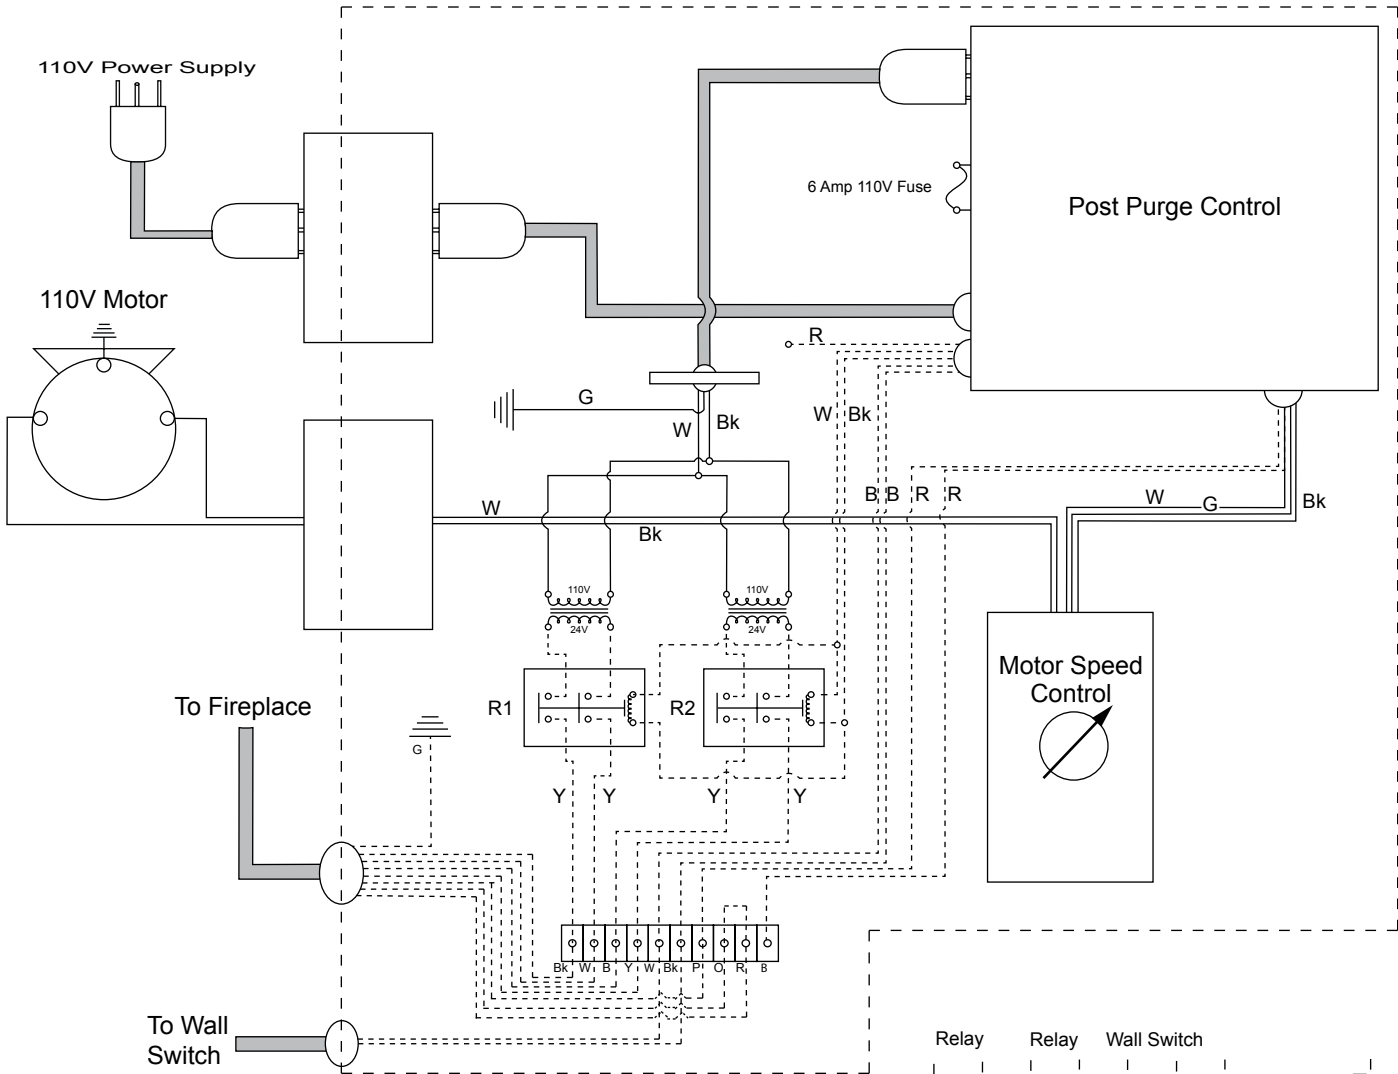 110V Power Supply
6 Amp 110V Fuse
Post Purge Control
110V Motor
R
G
W
Bk
W
Bk
B
B
R
R
W
G
Bk
W
Bk
110V
110V
24V
24V
Motor Speed
Control
R1
R2
To Fireplace
G
Y
Y
Y
Y
Bk
W
B
Y
W
Bk
P
O
R
B
To Wall
Switch
Relay
Relay
Wall Switch